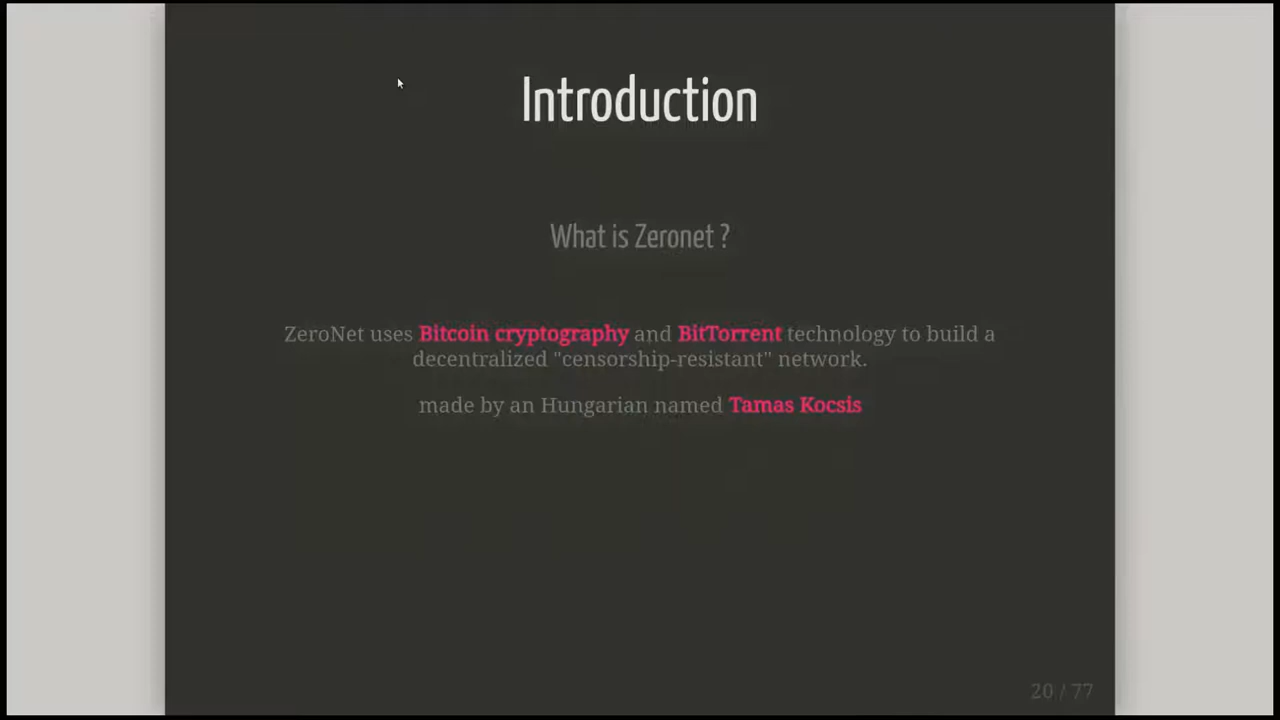 Introduction
What is Zeronet ?
ZeroNet uses Bitcoin cryptography and BitTorrent technology to build a
decentralized "censorship-resistant" network.
made by an Hungarian named Tamas Kocsis
20 / 77